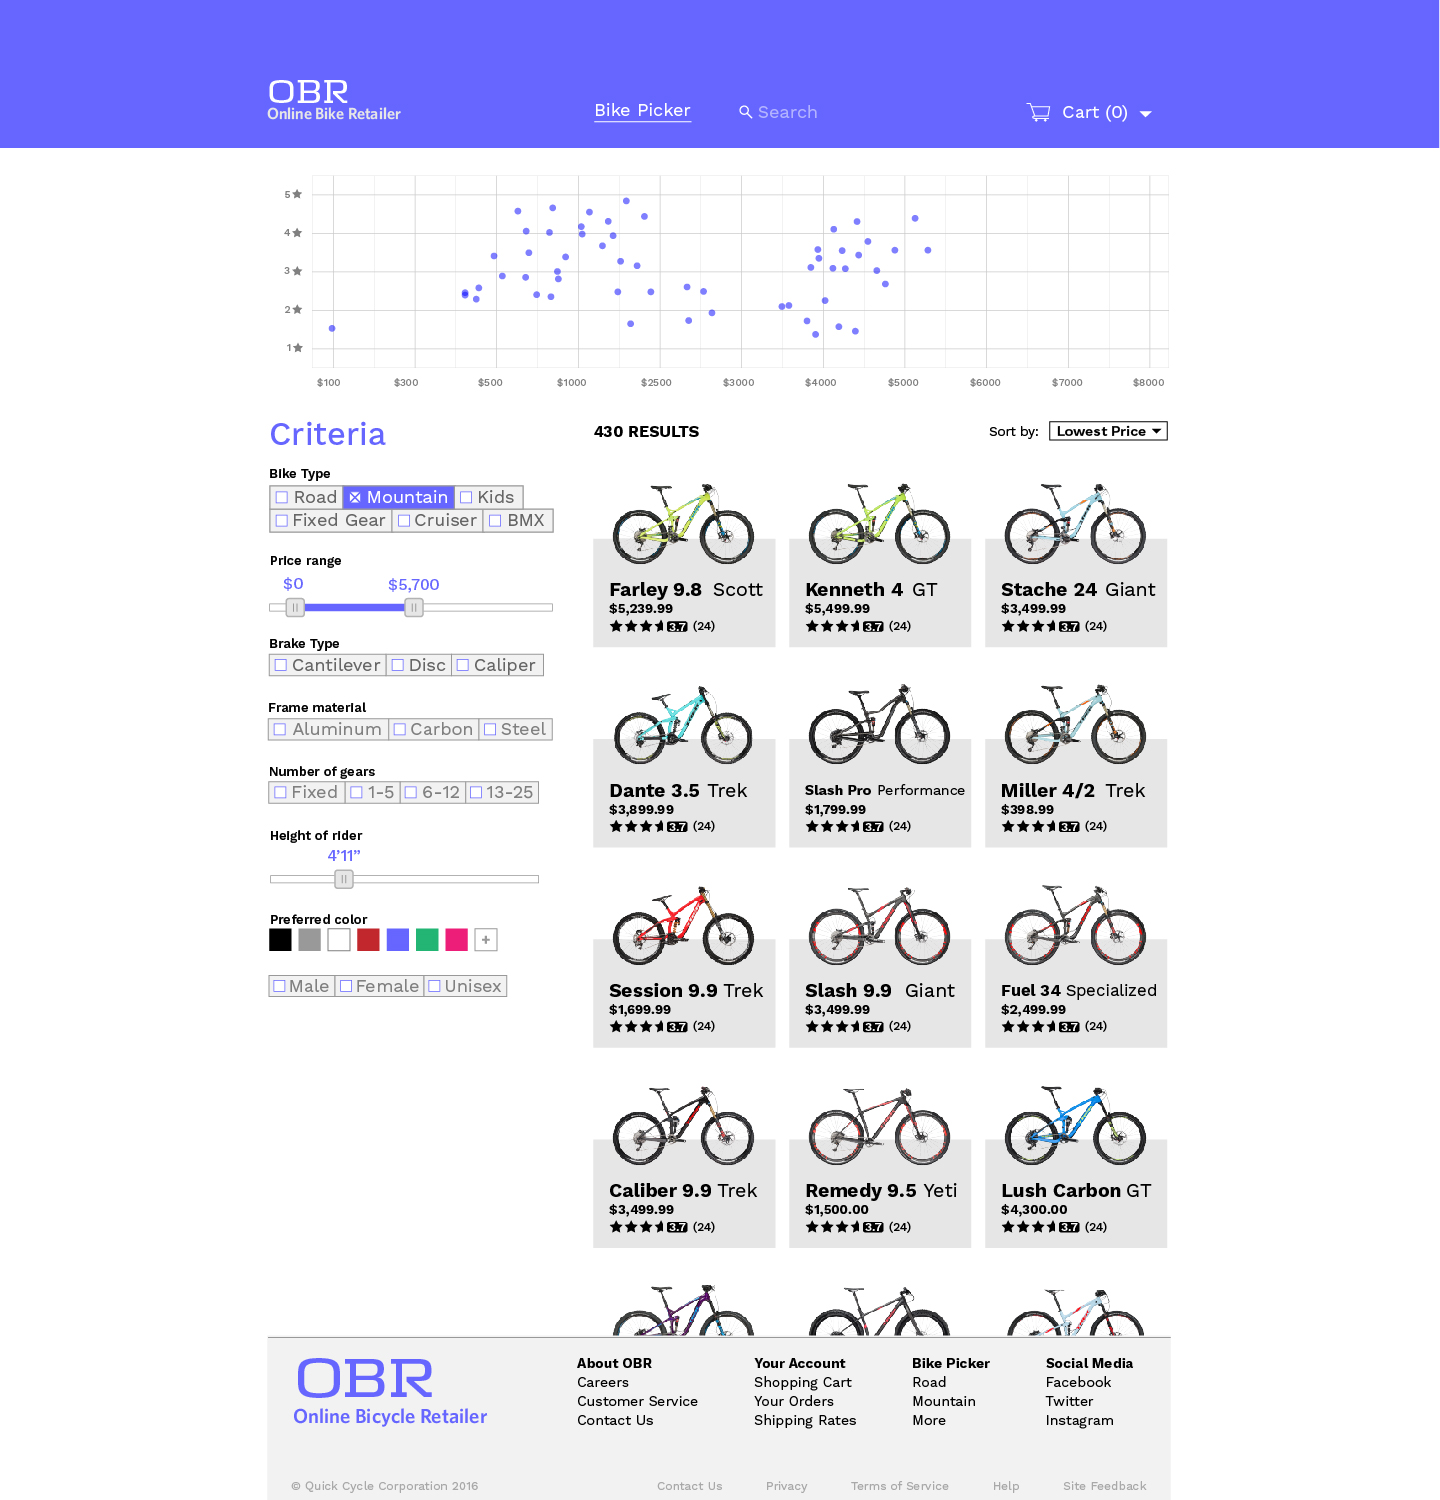 OBR
Online Bike Retailer
Bike Picker
Search
Cart (0)
5★
4★
3★
2★
1★
$100 $300 $500 $1000 $2500 $3000 $4000 $5000 $6000 $7000 $8000
Criteria
Bike Type
Road Mountain Kids
Fixed Gear Cruiser BMX
Price range
$0 $5,700
Brake Type
Cantilever Disc Caliper
Frame material
Aluminum Carbon Steel
Number of gears
Fixed 1-5 6-12 13-25
Height of rider
4’11”
Preferred color
+
Male Female Unisex
430 RESULTS
Sort by: Lowest Price
Farley 9.8 Scott
$5,239.99
3.7 (24)
Kenneth 4 GT
$5,499.99
3.7 (24)
Stache 24 Giant
$3,499.99
3.7 (24)
Dante 3.5 Trek
$3,899.99
3.7 (24)
Slash Pro Performance
$1,799.99
3.7 (24)
Miller 4/2 Trek
$398.99
3.7 (24)
Session 9.9 Trek
$1,699.99
3.7 (24)
Slash 9.9 Giant
$3,499.99
3.7 (24)
Fuel 34 Specialized
$2,499.99
3.7 (24)
Caliber 9.9 Trek
$3,499.99
3.7 (24)
Remedy 9.5 Yeti
$1,500.00
3.7 (24)
Lush Carbon GT
$4,300.00
3.7 (24)
OBR
Online Bicycle Retailer
About OBR
Careers
Customer Service
Contact Us
Your Account
Shopping Cart
Your Orders
Shipping Rates
Bike Picker
Road
Mountain
More
Social Media
Facebook
Twitter
Instagram
© Quick Cycle Corporation 2016
Contact Us Privacy Terms of Service Help Site Feedback